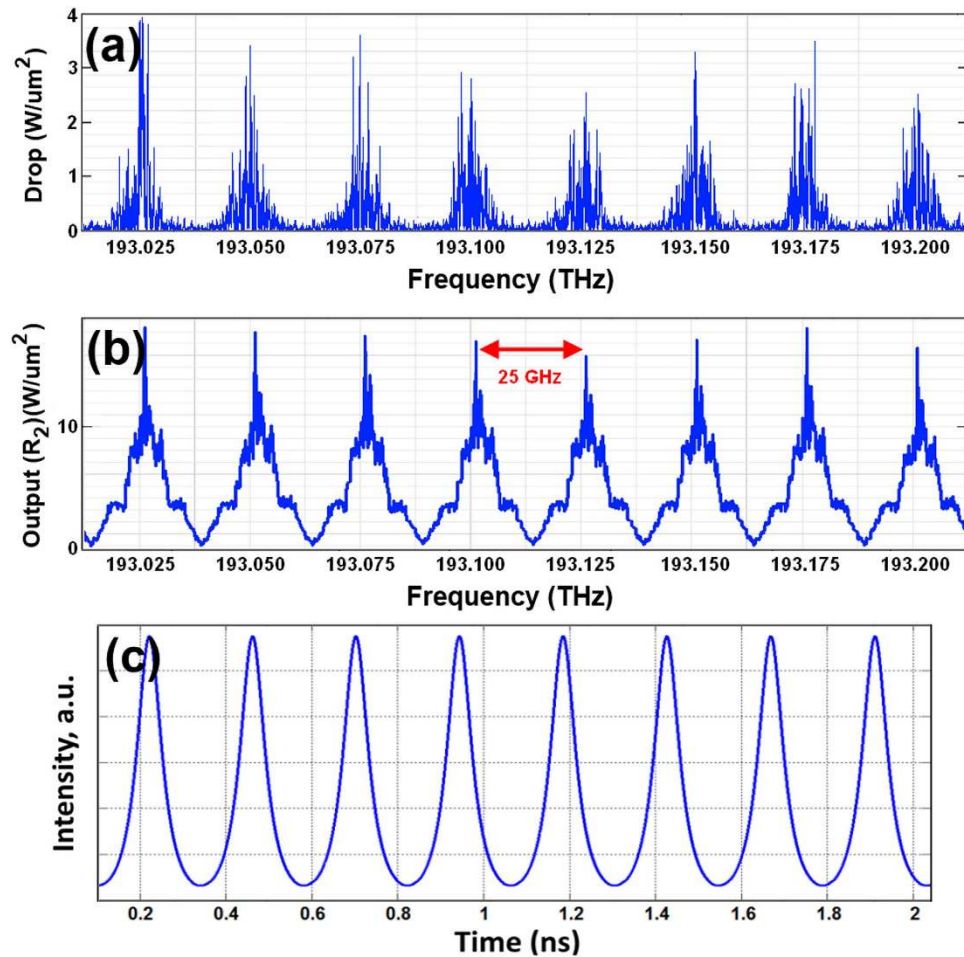 (a)
Drop (W/um²)
4
3
2
1
0
193.025 193.050 193.075 193.100 193.125 193.150 193.175 193.200
Frequency (THz)
(b)
Output (R₂)(W/um²)
10
0
25 GHz
193.025 193.050 193.075 193.100 193.125 193.150 193.175 193.200
Frequency (THz)
(c)
Intensity, a.u.
0.2 0.4 0.6 0.8 1 1.2 1.4 1.6 1.8 2
Time (ns)